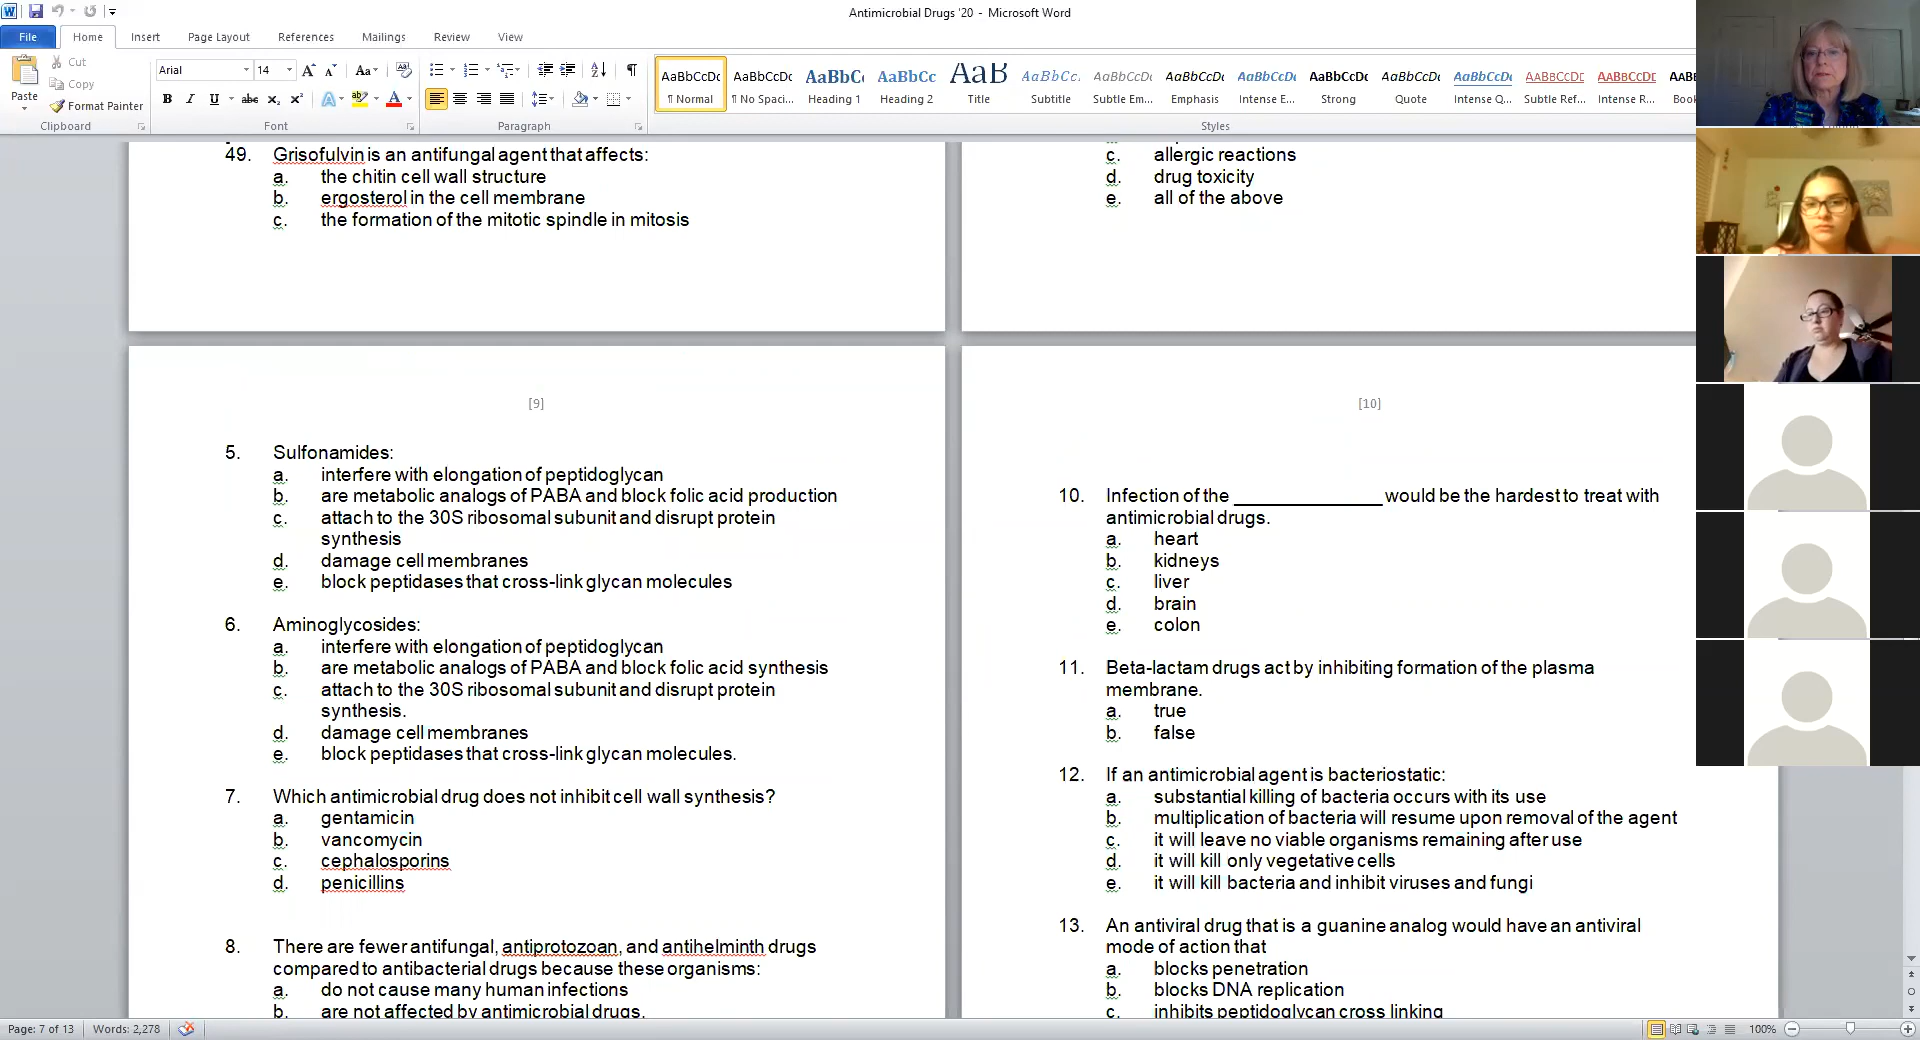 Antimicrobial Drugs '20 - Microsoft Word
File Home Insert Page Layout References Mailings Review View
Paste
Cut
Copy
Format Painter
Clipboard
Arial 14
Font
Paragraph
AaBbCcDc AaBbCcDc AaBbC AaBbCc AaB AaBbCc. AaBbCcDc AaBbCcDc AaBbCcDc AaBbCcDc AaBbCcDc AaBbCcDc AABBCCDD AABBCCDD
¶ Normal ¶ No Spaci... Heading 1 Heading 2 Title Subtitle Subtle Em... Emphasis Intense E... Strong Quote Intense Q... Subtle Ref... Intense R...
Styles
49. Grisofulvin is an antifungal agent that affects:
a. the chitin cell wall structure
b. ergosterol in the cell membrane
c. the formation of the mitotic spindle in mitosis
c. allergic reactions
d. drug toxicity
e. all of the above
[9]
5. Sulfonamides:
a. interfere with elongation of peptidoglycan
b. are metabolic analogs of PABA and block folic acid production
c. attach to the 30S ribosomal subunit and disrupt protein
synthesis
d. damage cell membranes
e. block peptidases that cross-link glycan molecules
6. Aminoglycosides:
a. interfere with elongation of peptidoglycan
b. are metabolic analogs of PABA and block folic acid synthesis
c. attach to the 30S ribosomal subunit and disrupt protein
synthesis.
d. damage cell membranes
e. block peptidases that cross-link glycan molecules.
7. Which antimicrobial drug does not inhibit cell wall synthesis?
a. gentamicin
b. vancomycin
c. cephalosporins
d. penicillins
8. There are fewer antifungal, antiprotozoan, and antihelminth drugs
compared to antibacterial drugs because these organisms:
a. do not cause many human infections
b. are not affected by antimicrobial drugs.
[10]
10. Infection of the ______________ would be the hardest to treat with
antimicrobial drugs.
a. heart
b. kidneys
c. liver
d. brain
e. colon
11. Beta-lactam drugs act by inhibiting formation of the plasma
membrane.
a. true
b. false
12. If an antimicrobial agent is bacteriostatic:
a. substantial killing of bacteria occurs with its use
b. multiplication of bacteria will resume upon removal of the agent
c. it will leave no viable organisms remaining after use
d. it will kill only vegetative cells
e. it will kill bacteria and inhibit viruses and fungi
13. An antiviral drug that is a guanine analog would have an antiviral
mode of action that
a. blocks penetration
b. blocks DNA replication
c. inhibits peptidoglycan cross linking
Page: 7 of 13 Words: 2,278
100%